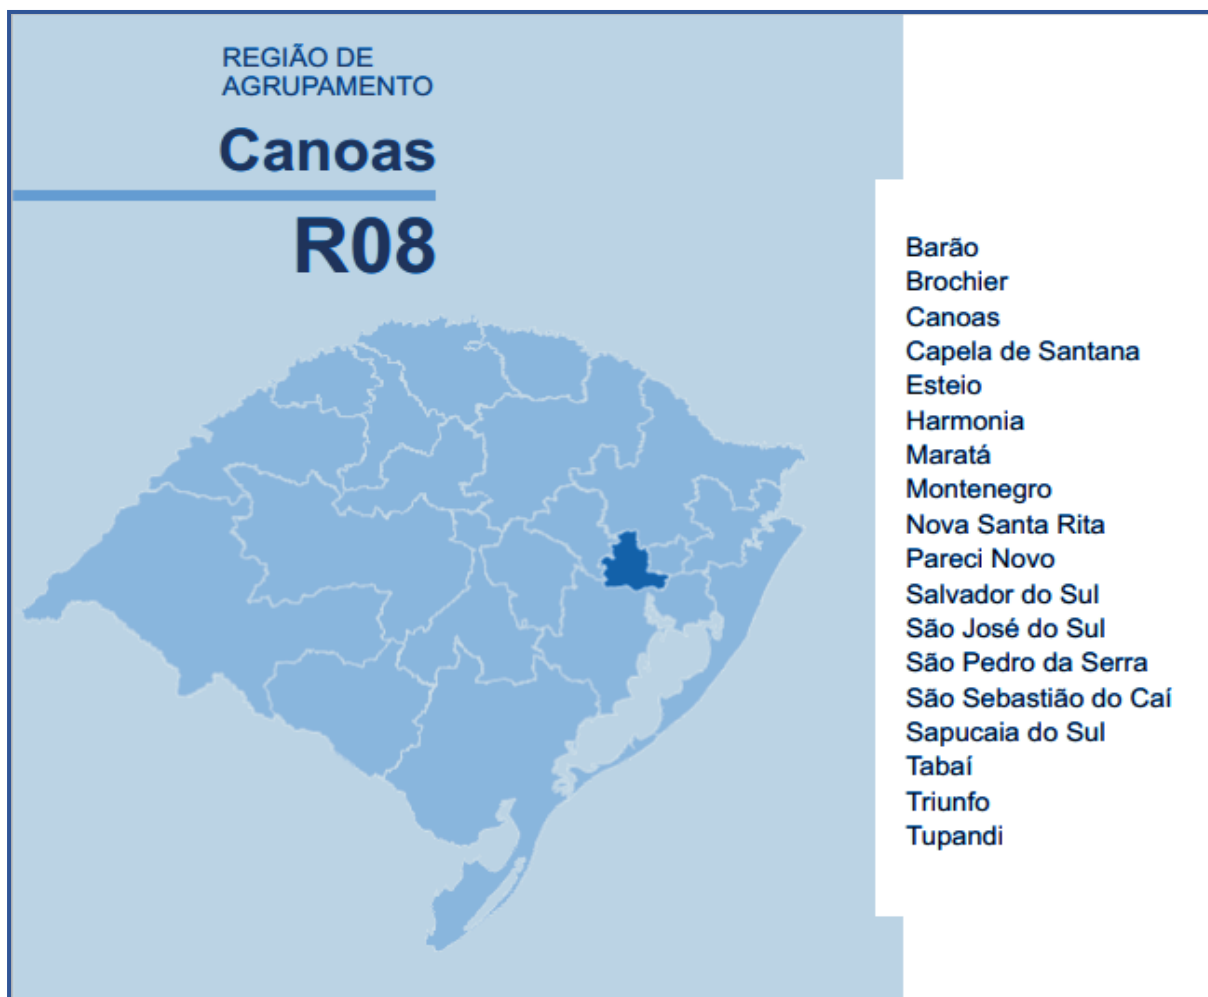 REGIÃO DE
AGRUPAMENTO
Canoas
R08
Barão
Brochier
Canoas
Capela de Santana
Esteio
Harmonia
Maratá
Montenegro
Nova Santa Rita
Pareci Novo
Salvador do Sul
São José do Sul
São Pedro da Serra
São Sebastião do Caí
Sapucaia do Sul
Tabaí
Triunfo
Tupandi